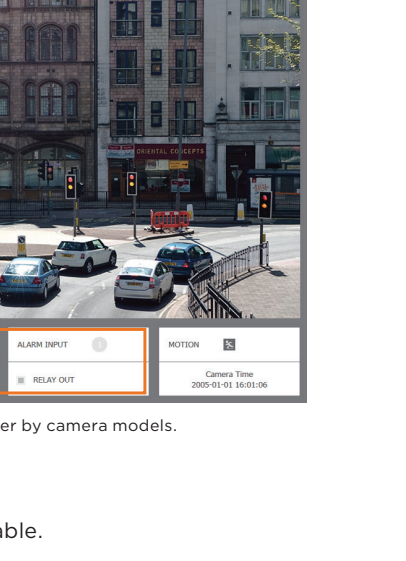 ORIENTAL CONCEPTS
ALARM INPUT
MOTION
RELAY OUT
Camera Time
2005-01-01 16:01:06
er by camera models.
able.